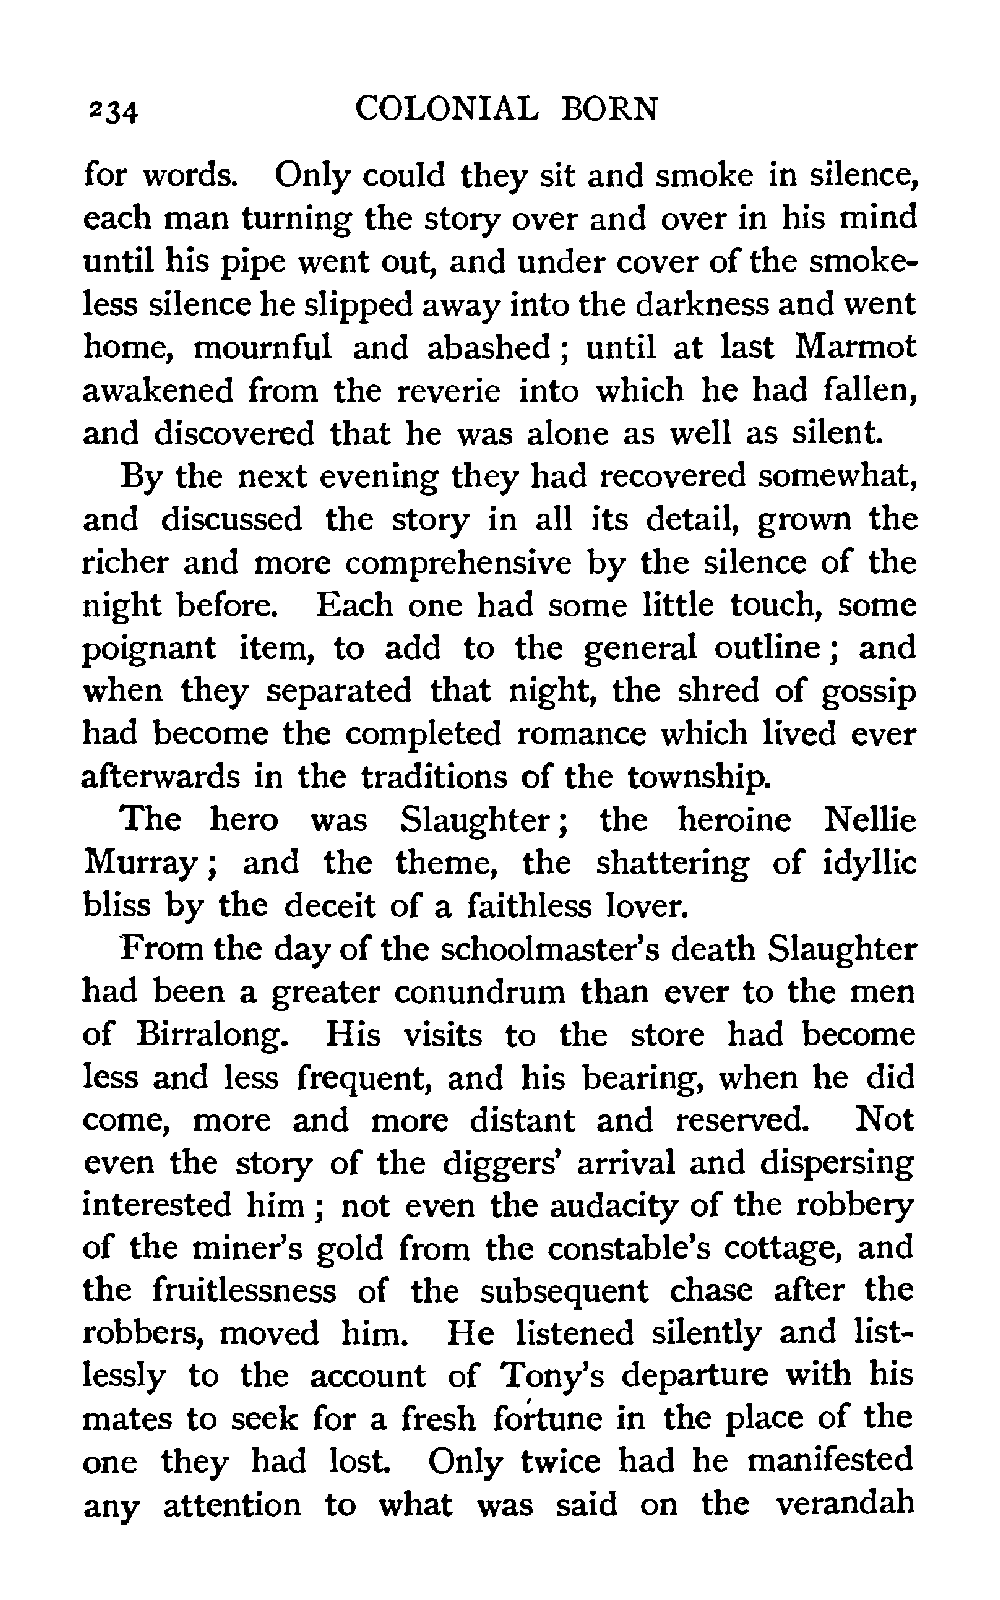 234 COLONIAL BORN
for words. Only could they sit and smoke in silence,
each man turning the story over and over in his mind
until his pipe went out, and under cover of the smoke-
less silence he slipped away into the darkness and went
home, mournful and abashed ; until at last Marmot
awakened from the reverie into which he had fallen,
and discovered that he was alone as well as silent.
By the next evening they had recovered somewhat,
and discussed the story in all its detail, grown the
richer and more comprehensive by the silence of the
night before. Each one had some little touch, some
poignant item, to add to the general outline ; and
when they separated that night, the shred of gossip
had become the completed romance which lived ever
afterwards in the traditions of the township.
The hero was Slaughter ; the heroine Nellie
Murray ; and the theme, the shattering of idyllic
bliss by the deceit of a faithless lover.
From the day of the schoolmaster's death Slaughter
had been a greater conundrum than ever to the men
of Birralong. His visits to the store had become
less and less frequent, and his bearing, when he did
come, more and more distant and reserved. Not
even the story of the diggers' arrival and dispersing
interested him ; not even the audacity of the robbery
of the miner's gold from the constable's cottage, and
the fruitlessness of the subsequent chase after the
robbers, moved him. He listened silently and list-
lessly to the account of Tony's departure with his
mates to seek for a fresh fortune in the place of the
one they had lost. Only twice had he manifested
any attention to what was said on the verandah